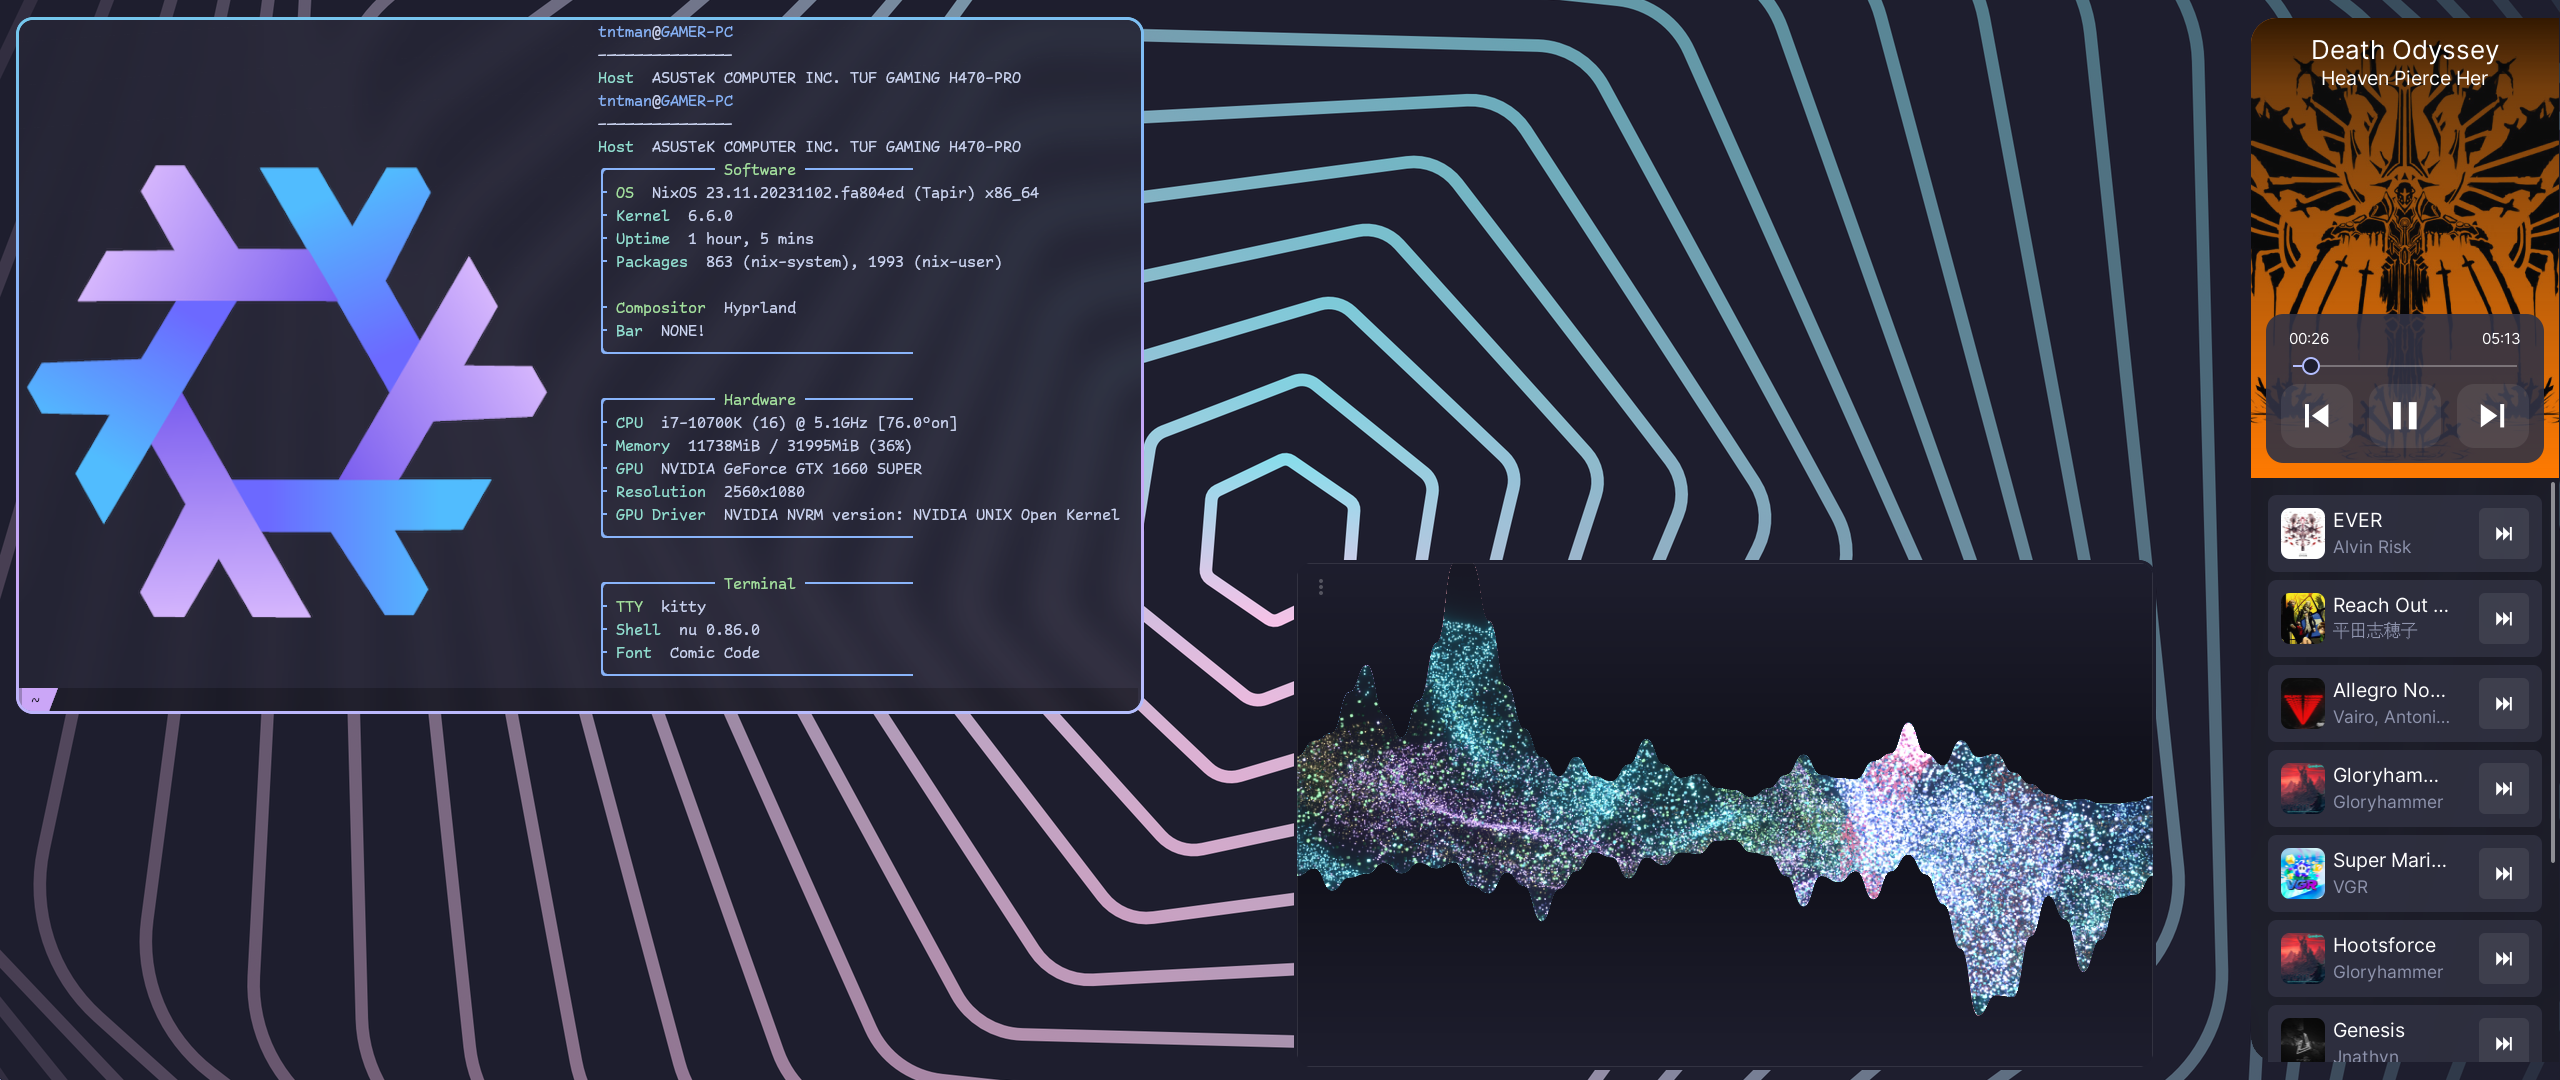 tntman@GAMER-PC
---------------
Host  ASUSTeK COMPUTER INC. TUF GAMING H470-PRO
tntman@GAMER-PC
---------------
Host  ASUSTeK COMPUTER INC. TUF GAMING H470-PRO
Software
OS  NixOS 23.11.20231102.fa804ed (Tapir) x86_64
Kernel  6.6.0
Uptime  1 hour, 5 mins
Packages  863 (nix-system), 1993 (nix-user)
Compositor  Hyprland
Bar  NONE!
Hardware
CPU  i7-10700K (16) @ 5.1GHz [76.0°on]
Memory  11738MiB / 31995MiB (36%)
GPU  NVIDIA GeForce GTX 1660 SUPER
Resolution  2560x1080
GPU Driver  NVIDIA NVRM version: NVIDIA UNIX Open Kernel
Terminal
TTY  kitty
Shell  nu 0.86.0
Font  Comic Code
~
Death Odyssey
Heaven Pierce Her
00:26  05:13
EVER
Alvin Risk
Reach Out ...
平田志穂子
Allegro No...
Vairo, Antoni...
Gloryham...
Gloryhammer
Super Mari...
VGR
Hootsforce
Gloryhammer
Genesis
Jnathyn